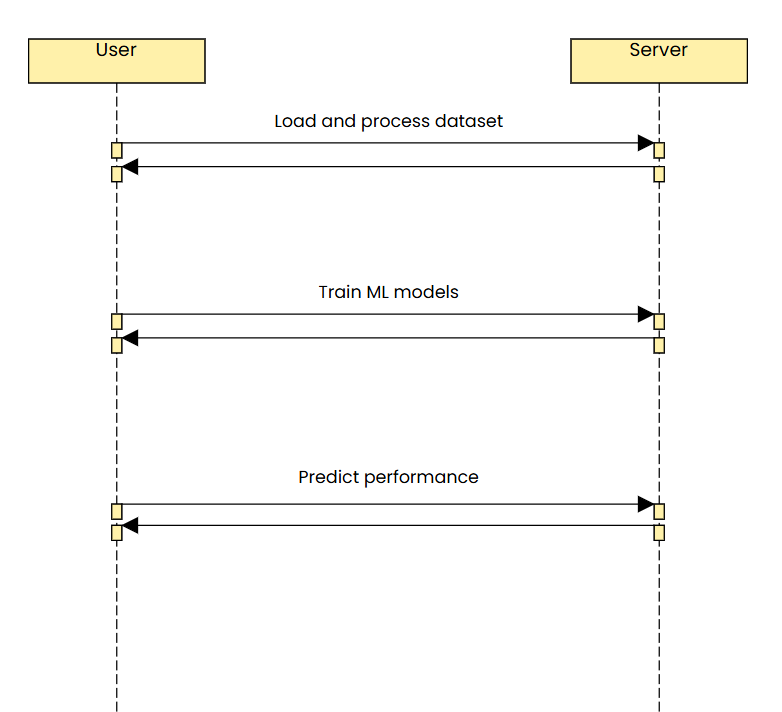 User
Server
Load and process dataset
Train ML models
Predict performance